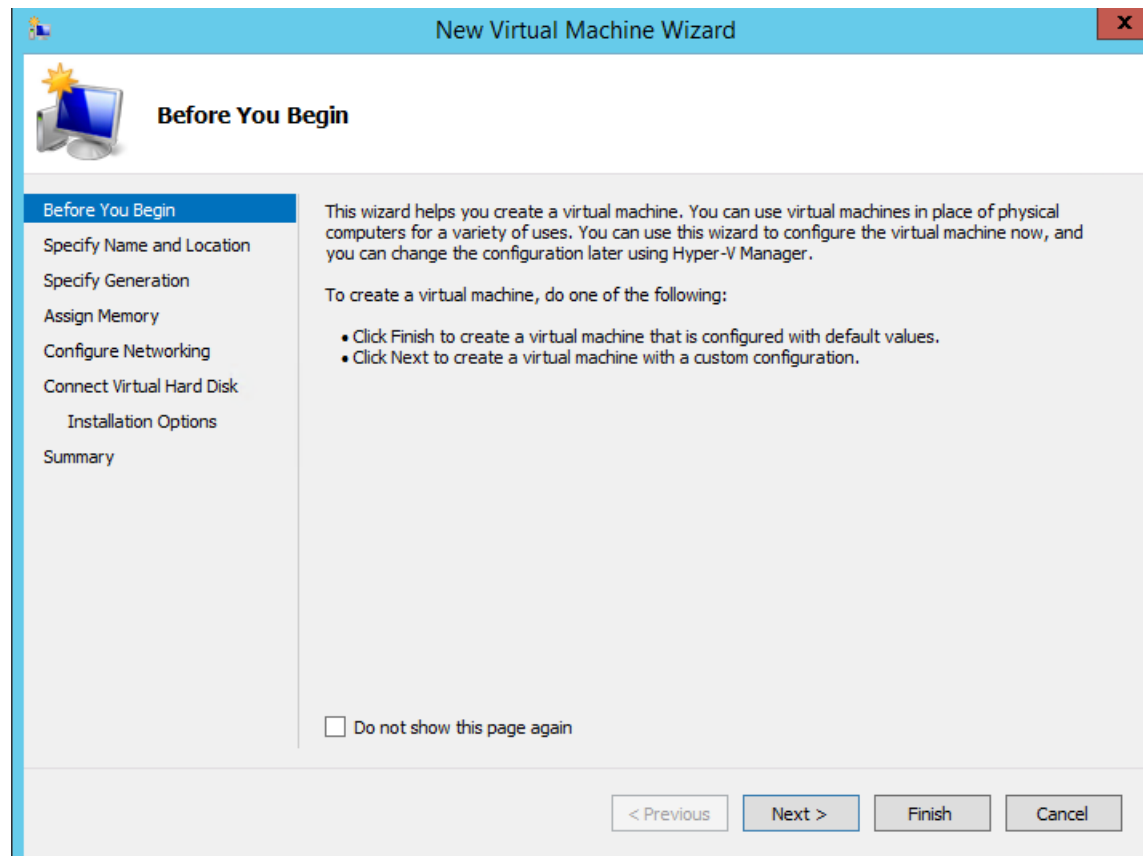 New Virtual Machine Wizard
x
Before You Begin
Before You Begin
Specify Name and Location
Specify Generation
Assign Memory
Configure Networking
Connect Virtual Hard Disk
Installation Options
Summary
This wizard helps you create a virtual machine. You can use virtual machines in place of physical
computers for a variety of uses. You can use this wizard to configure the virtual machine now, and
you can change the configuration later using Hyper-V Manager.
To create a virtual machine, do one of the following:
• Click Finish to create a virtual machine that is configured with default values.
• Click Next to create a virtual machine with a custom configuration.
Do not show this page again
< Previous
Next >
Finish
Cancel